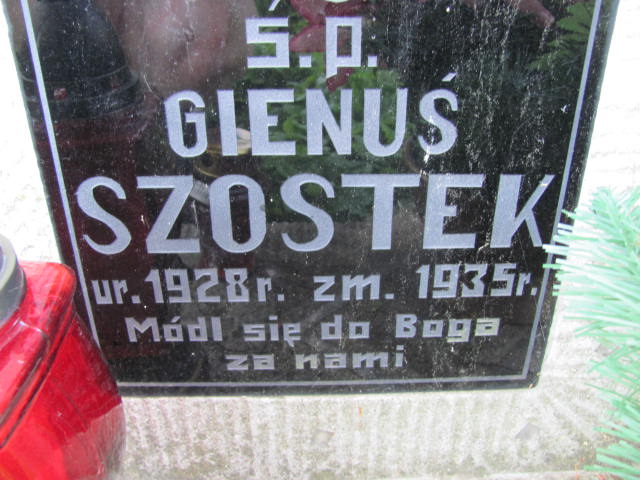 Ś.p.
GIENUŚ
SZOSTEK
ur. 1928r. zm. 1935r.
Módl się do Boga
za nami